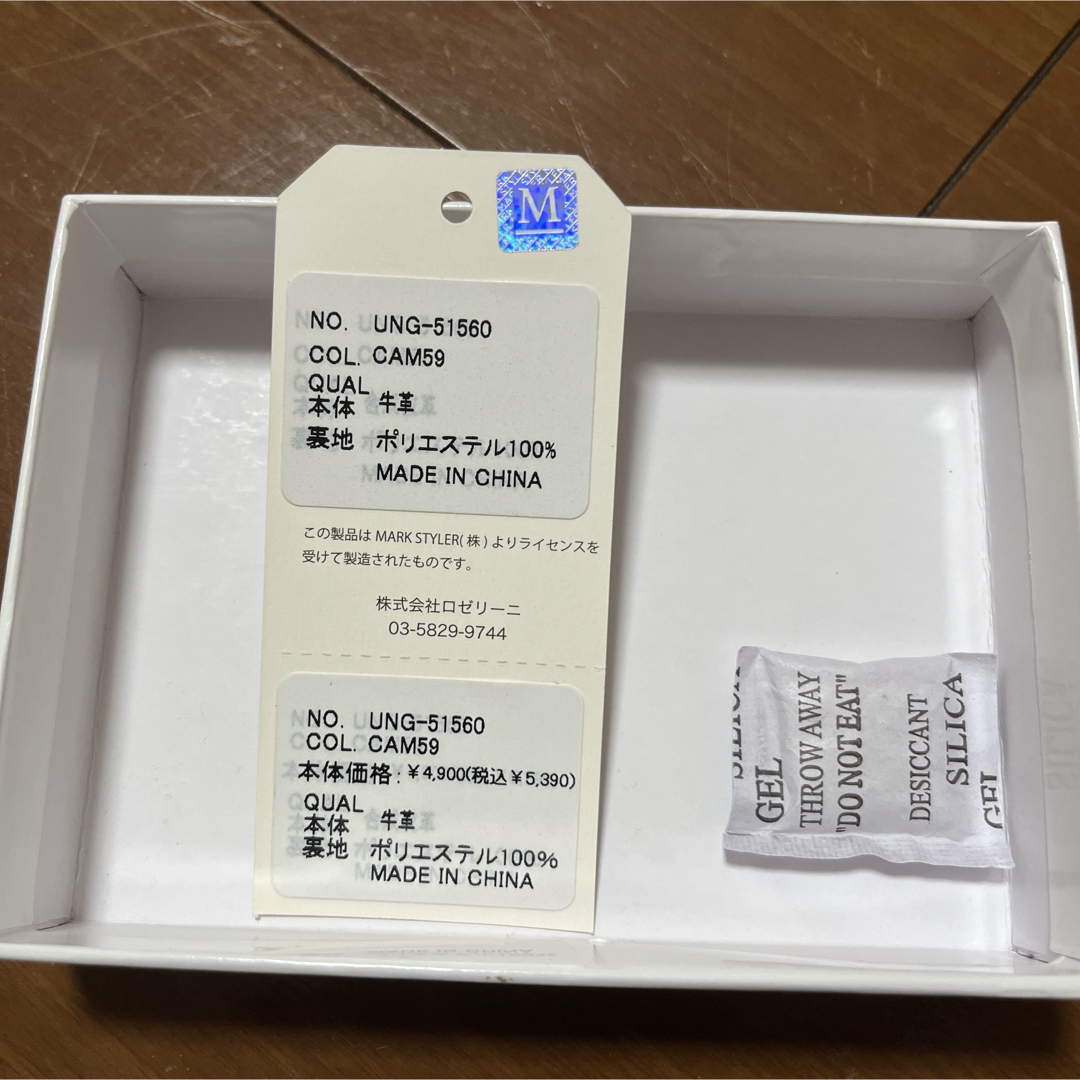 M
NO. UNG-51560
COL. CAM59
QUAL
本体 牛革
裏地 ポリエステル100%
MADE IN CHINA
この製品は MARK STYLER(株)よりライセンスを
受けて製造されたものです。
株式会社ロゼリーニ
03-5829-9744
NO. UNG-51560
COL. CAM59
本体価格:¥4,900(税込¥5,390)
QUAL
本体 牛革
裏地 ポリエステル100%
MADE IN CHINA
GEL
THROW AWAY
"DO NOT EAT"
DESICCANT
SILICA
GEL